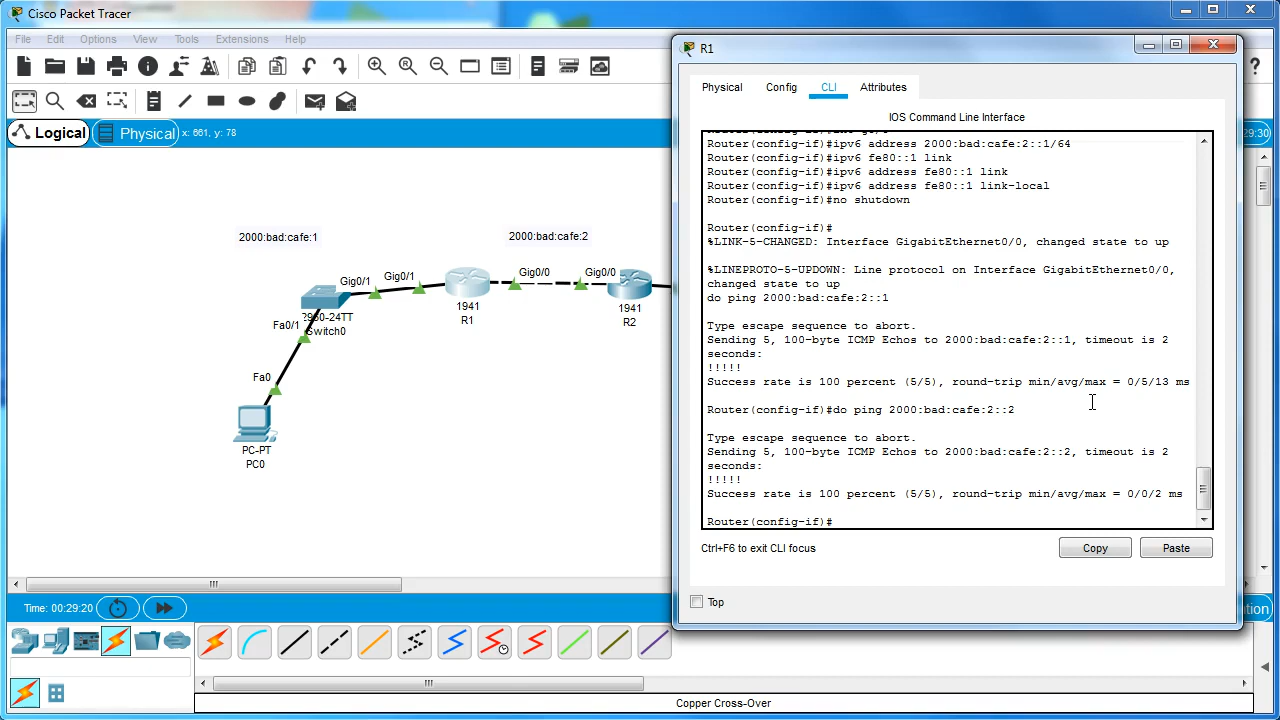 Cisco Packet Tracer
File Edit Options View Tools Extensions Help
Logical Physical x: 661, y: 78
:29:30
2000:bad:cafe:1
2000:bad:cafe:2
Gig0/1 Gig0/1 Gig0/0 Gig0/0
1941
R1
1941
R2
2960-24TT
Switch0
Fa0/1
Fa0
PC-PT
PC0
R1
Physical Config CLI Attributes
IOS Command Line Interface
Router(config-if)#ipv6 address 2000:bad:cafe:2::1/64
Router(config-if)#ipv6 fe80::1 link
Router(config-if)#ipv6 address fe80::1 link
Router(config-if)#ipv6 address fe80::1 link-local
Router(config-if)#no shutdown
Router(config-if)#
%LINK-5-CHANGED: Interface GigabitEthernet0/0, changed state to up
%LINEPROTO-5-UPDOWN: Line protocol on Interface GigabitEthernet0/0,
changed state to up
do ping 2000:bad:cafe:2::1
Type escape sequence to abort.
Sending 5, 100-byte ICMP Echos to 2000:bad:cafe:2::1, timeout is 2
seconds:
!!!!!
Success rate is 100 percent (5/5), round-trip min/avg/max = 0/5/13 ms
Router(config-if)#do ping 2000:bad:cafe:2::2
Type escape sequence to abort.
Sending 5, 100-byte ICMP Echos to 2000:bad:cafe:2::2, timeout is 2
seconds:
!!!!!
Success rate is 100 percent (5/5), round-trip min/avg/max = 0/0/2 ms
Router(config-if)#
Ctrl+F6 to exit CLI focus
Copy Paste
Top
Time: 00:29:20
tion
Copper Cross-Over